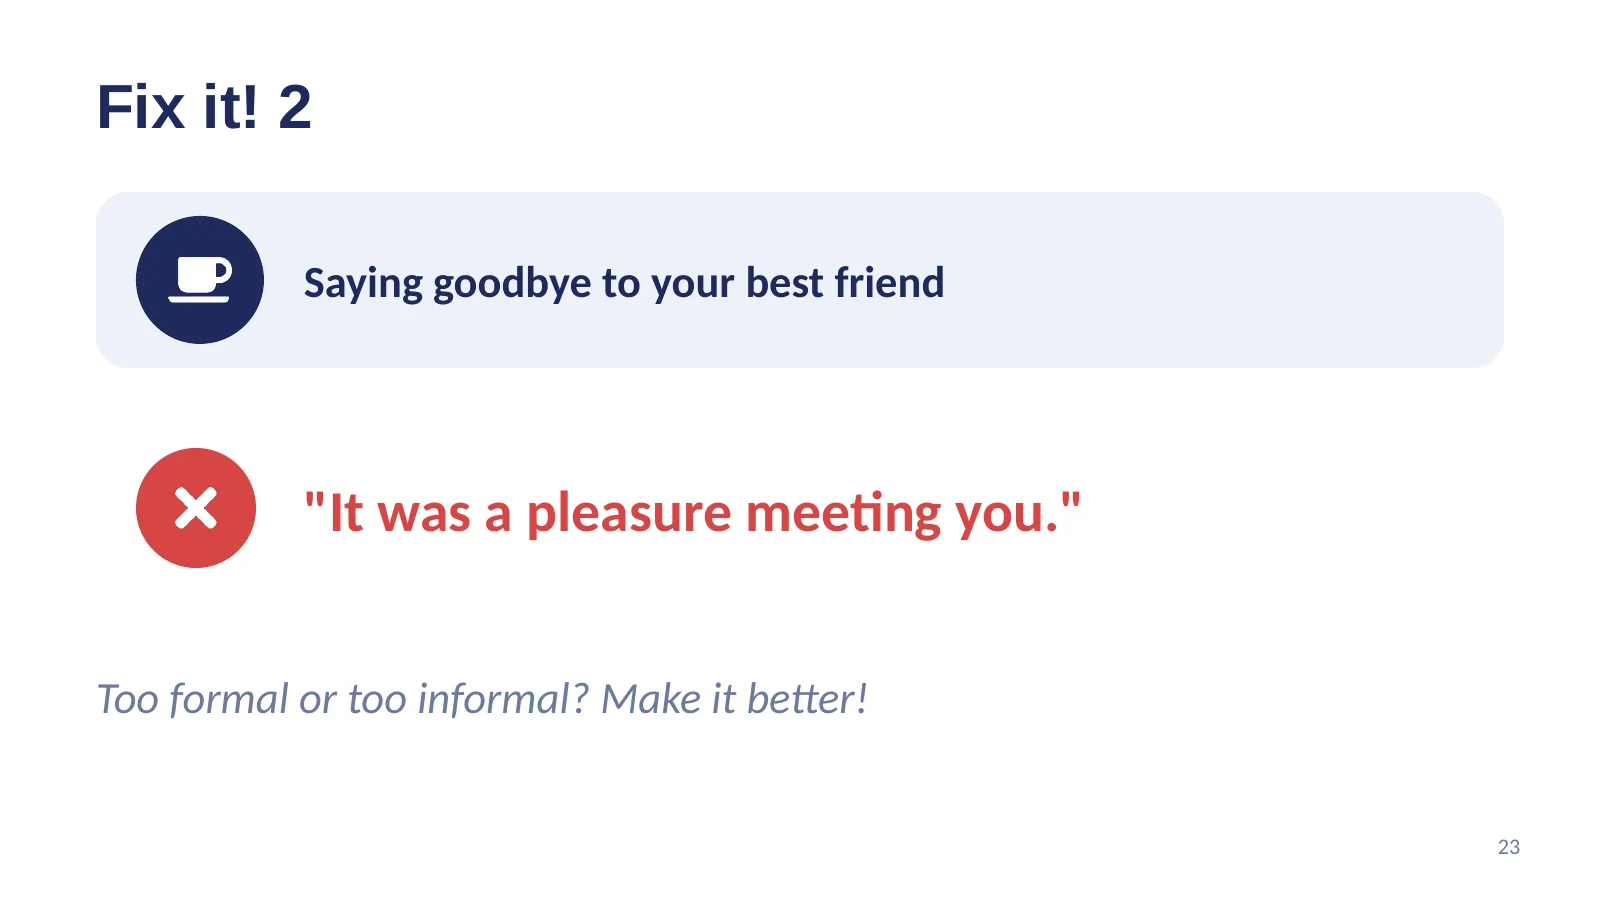 Fix it! 2
Saying goodbye to your best friend
"It was a pleasure meeting you."
Too formal or too informal? Make it better!
23